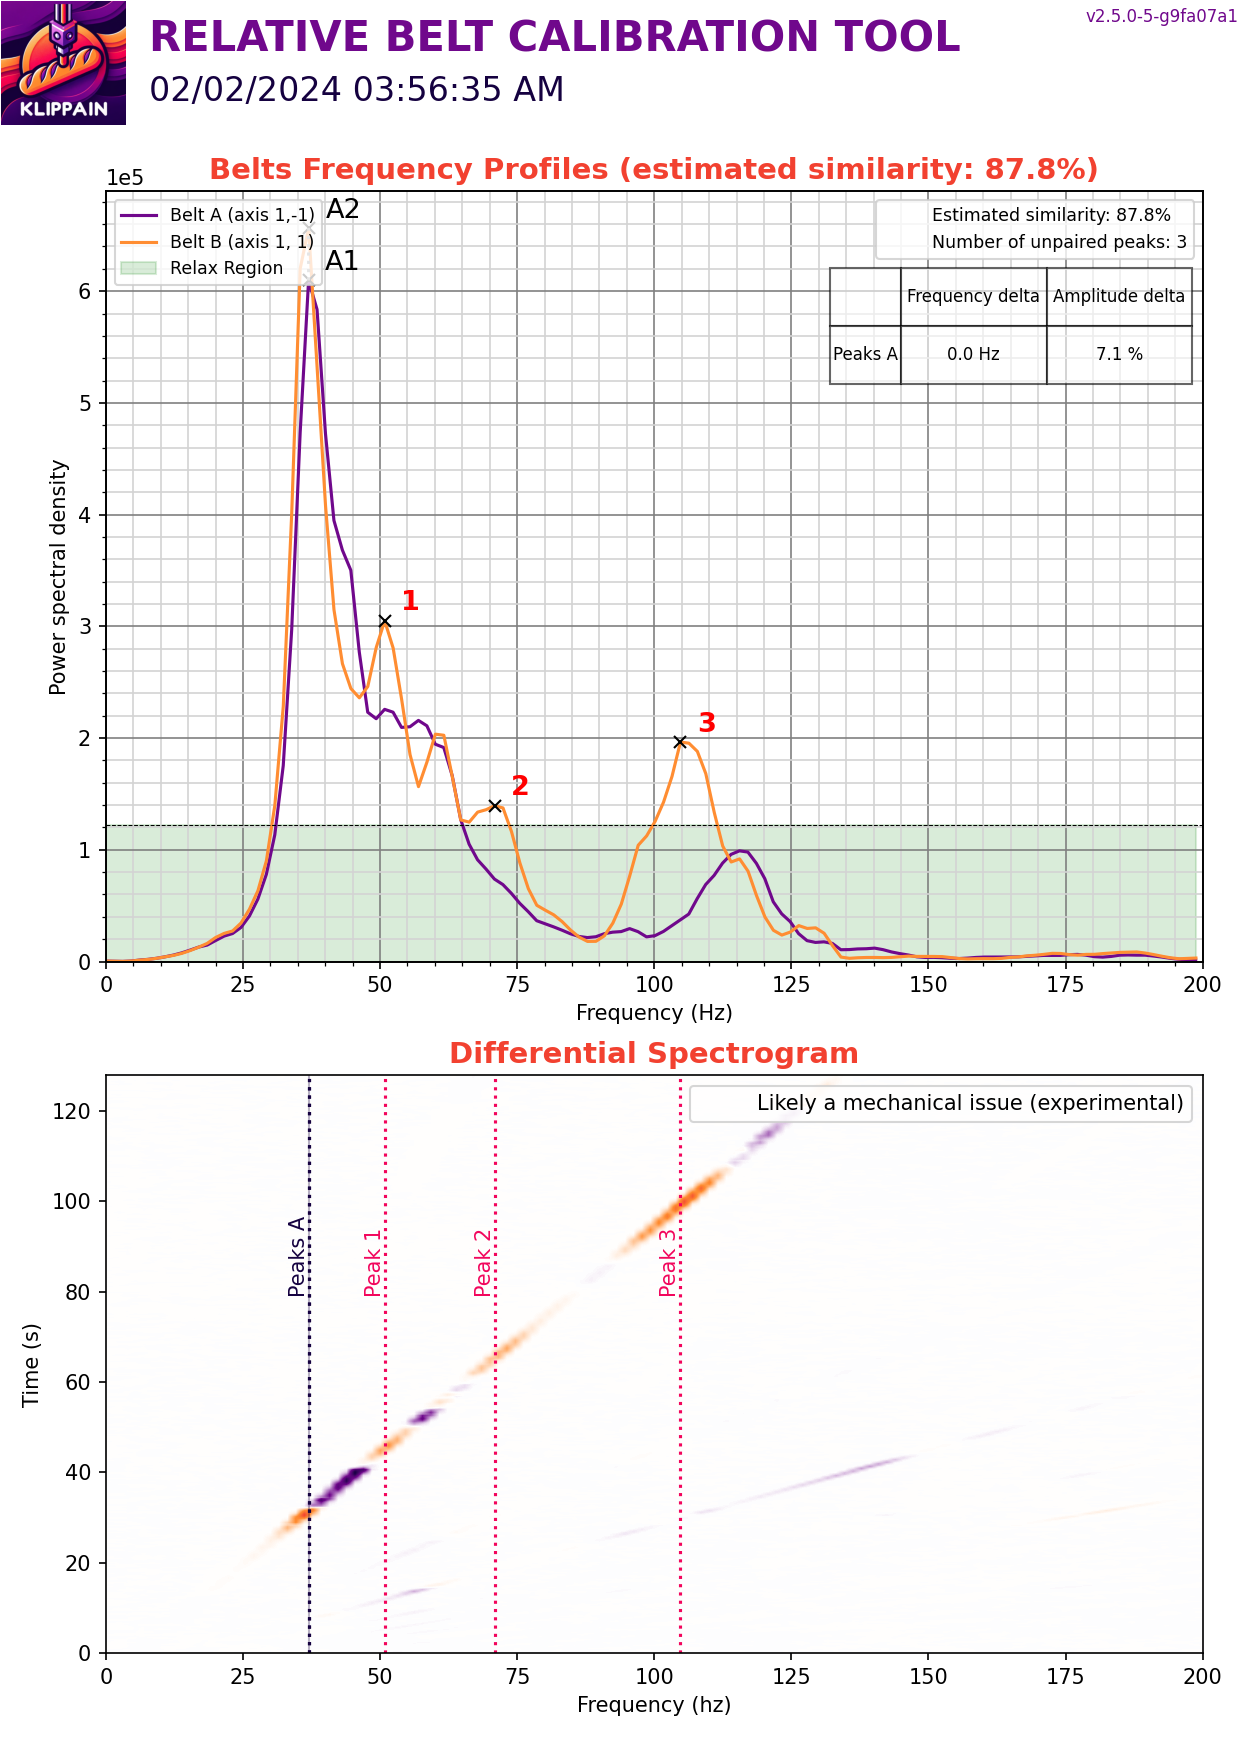 KLIPPAIN
RELATIVE BELT CALIBRATION TOOL
02/02/2024 03:56:35 AM
v2.5.0-5-g9fa07a1
Belts Frequency Profiles (estimated similarity: 87.8%)
1e5
Belt A (axis 1,-1)
Belt B (axis 1, 1)
Relax Region
A2
A1
Estimated similarity: 87.8%
Number of unpaired peaks: 3
Frequency delta Amplitude delta
Peaks A 0.0 Hz 7.1 %
1
2
3
Power spectral density
6
5
4
3
2
1
0
0 25 50 75 100 125 150 175 200
Frequency (Hz)
Differential Spectrogram
Likely a mechanical issue (experimental)
Peaks A
Peak 1
Peak 2
Peak 3
Time (s)
120
100
80
60
40
20
0
0 25 50 75 100 125 150 175 200
Frequency (hz)